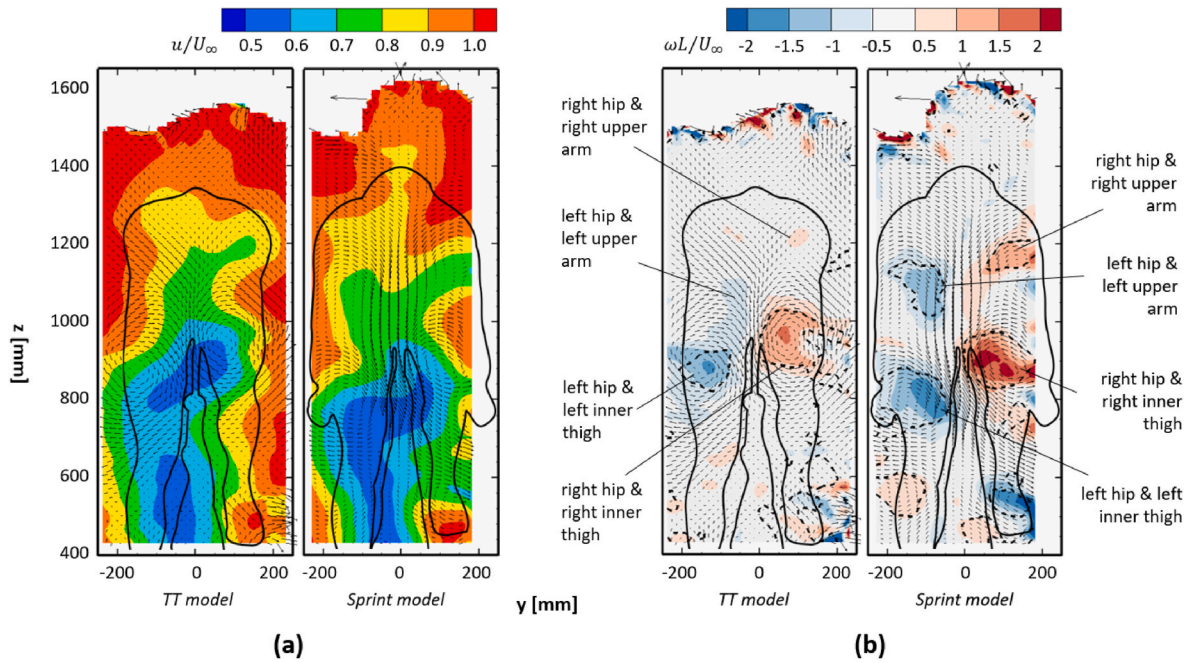 u/U∞ 0.5 0.6 0.7 0.8 0.9 1.0
ωL/U∞ -2 -1.5 -1 -0.5 0.5 1 1.5 2
1600
1400
1200
1000
800
600
400
z [mm]
right hip &
right upper
arm
left hip &
left upper
arm
left hip &
left inner
thigh
right hip &
right inner
thigh
right hip &
right upper
arm
left hip &
left upper
arm
right hip &
right inner
thigh
left hip & left
inner thigh
-200 0 200 -200 0 200
-200 0 200 -200 0 200
TT model Sprint model
y [mm]
TT model Sprint model
(a) (b)